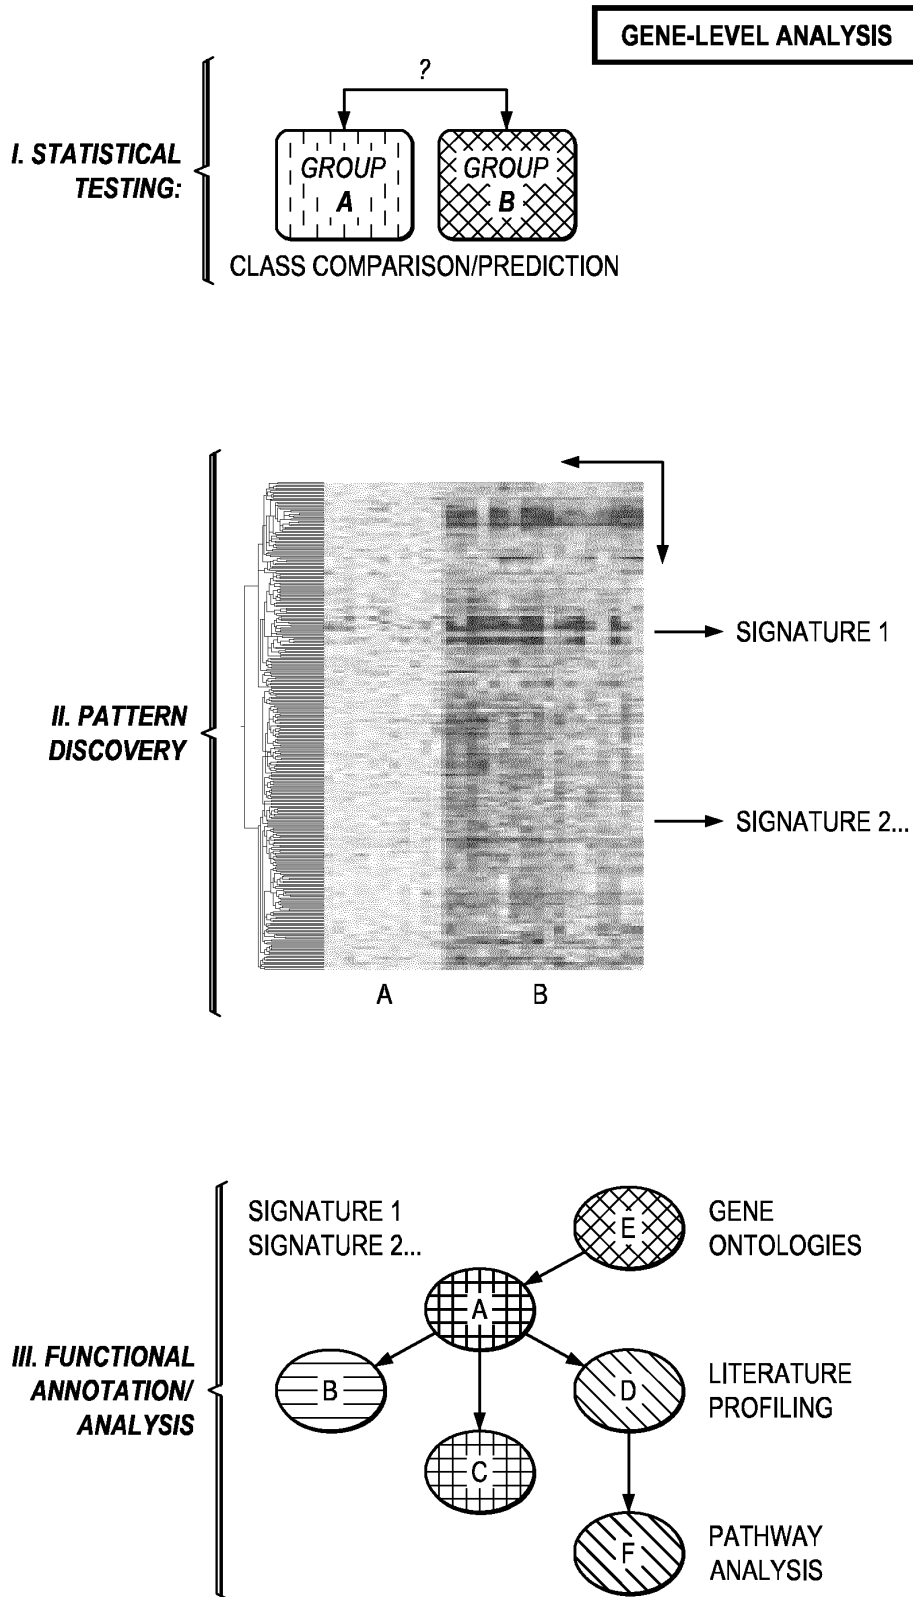 GENE-LEVEL ANALYSIS
?
I. STATISTICAL
TESTING:
GROUP
A
GROUP
B
CLASS COMPARISON/PREDICTION
SIGNATURE 1
II. PATTERN
DISCOVERY
SIGNATURE 2...
A
B
SIGNATURE 1
SIGNATURE 2...
E
GENE
ONTOLOGIES
A
III. FUNCTIONAL
ANNOTATION/
ANALYSIS
B
D
LITERATURE
PROFILING
C
F
PATHWAY
ANALYSIS